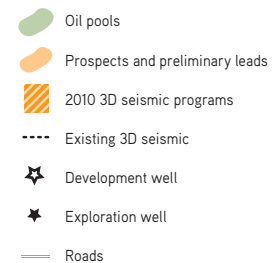 Oil pools
Prospects and preliminary leads
2010 3D seismic programs
Existing 3D seismic
Development well
Exploration well
Roads